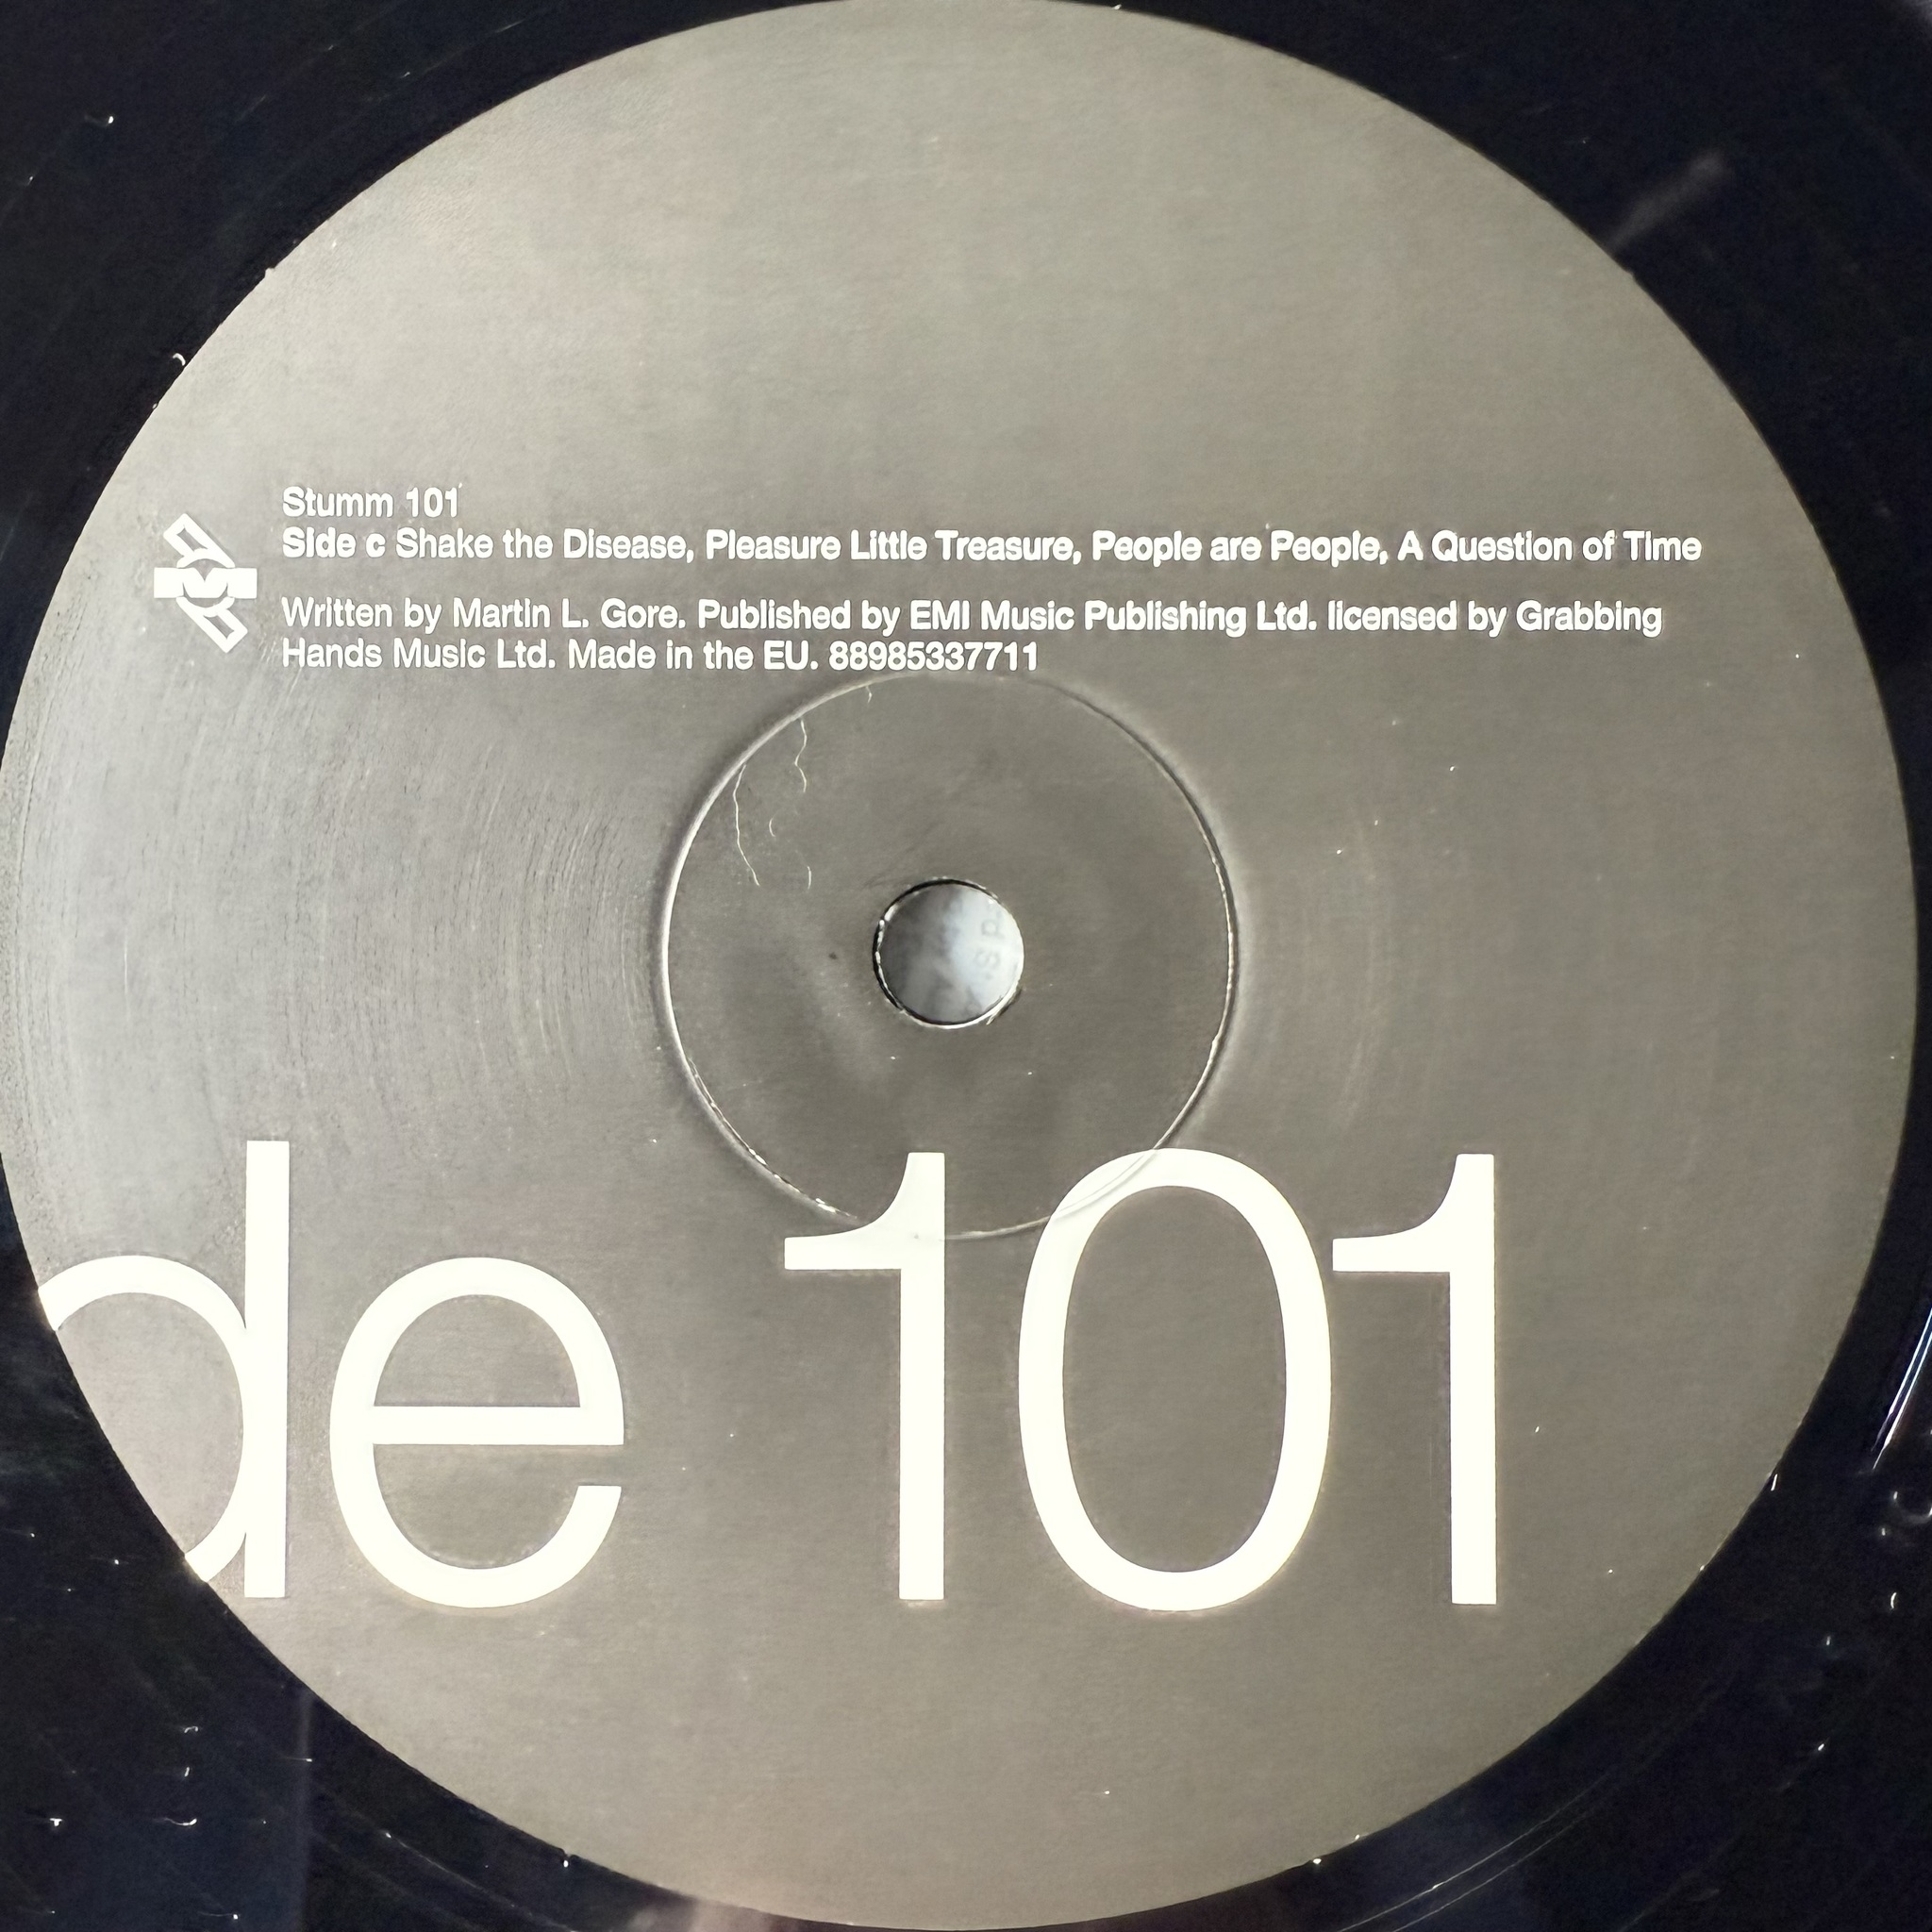 Stumm 101
Side c Shake the Disease, Pleasure Little Treasure, People are People, A Question of Time
Written by Martin L. Gore. Published by EMI Music Publishing Ltd. licensed by Grabbing
Hands Music Ltd. Made in the EU. 88985337711
de 101